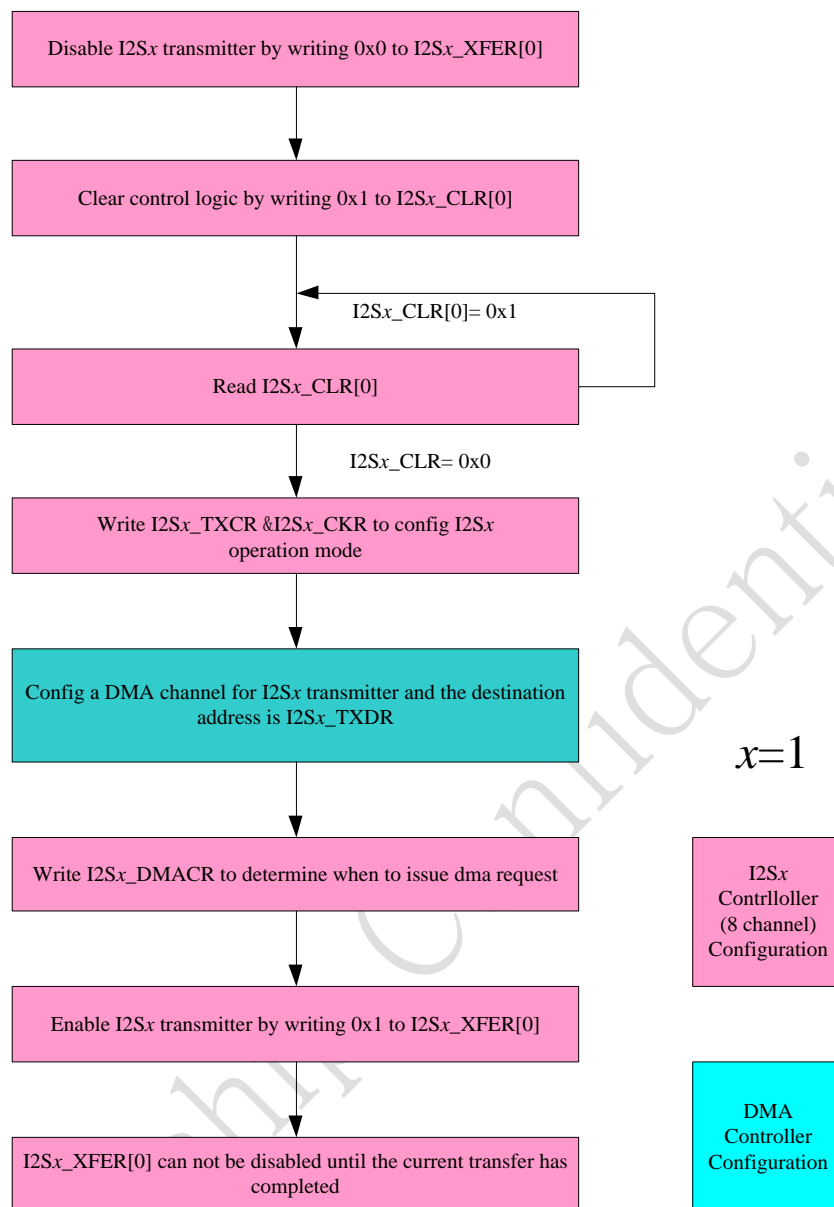 Disable I2Sx transmitter by writing 0x0 to I2Sx_XFER[0]
Clear control logic by writing 0x1 to I2Sx_CLR[0]
I2Sx_CLR[0]= 0x1
Read I2Sx_CLR[0]
I2Sx_CLR= 0x0
Write I2Sx_TXCR &I2Sx_CKR to config I2Sx
operation mode
Config a DMA channel for I2Sx transmitter and the destination
address is I2Sx_TXDR
x=1
Write I2Sx_DMACR to determine when to issue dma request
I2Sx
Contrlloller
(8 channel)
Configuration
Enable I2Sx transmitter by writing 0x1 to I2Sx_XFER[0]
DMA
Controller
Configuration
I2Sx_XFER[0] can not be disabled until the current transfer has
completed